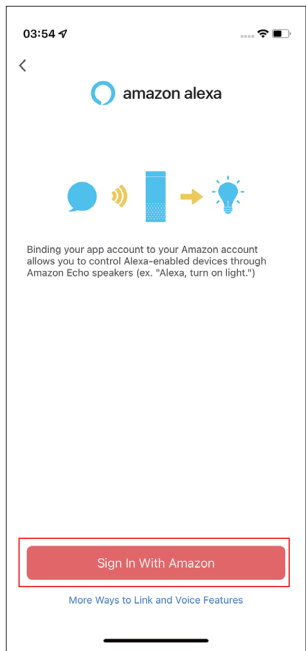 03:54
amazon alexa
Binding your app account to your Amazon account
allows you to control Alexa-enabled devices through
Amazon Echo speakers (ex. "Alexa, turn on light.")
Sign In With Amazon
More Ways to Link and Voice Features